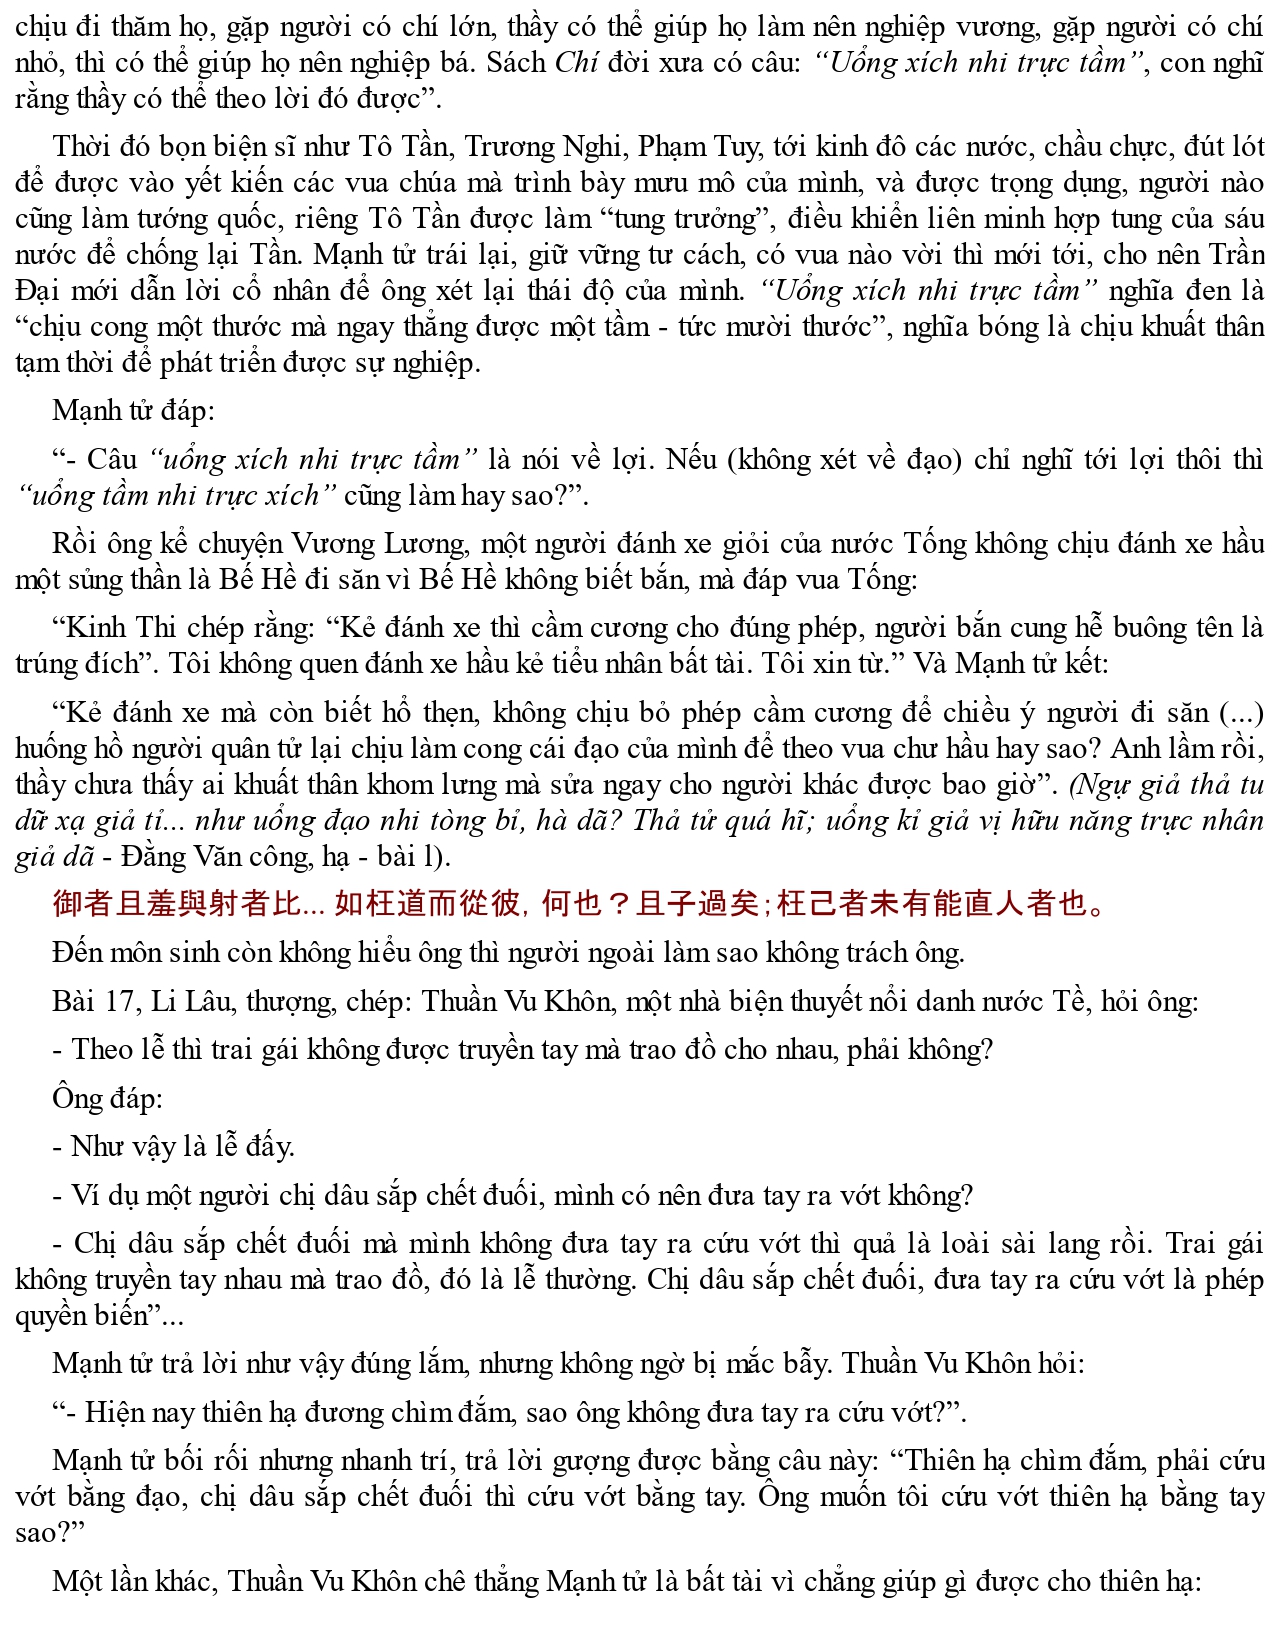 chịu đi thăm họ, gặp người có chí lớn, thầy có thể giúp họ làm nên nghiệp vương, gặp người có chí
nhỏ, thì có thể giúp họ nên nghiệp bá. Sách Chí đời xưa có câu: “Uổng xích nhi trực tầm”, con nghĩ
rằng thầy có thể theo lời đó được”.
Thời đó bọn biện sĩ như Tô Tần, Trương Nghi, Phạm Tuy, tới kinh đô các nước, chầu chực, đút lót
để được vào yết kiến các vua chúa mà trình bày mưu mô của mình, và được trọng dụng, người nào
cũng làm tướng quốc, riêng Tô Tần được làm “tung trưởng”, điều khiển liên minh hợp tung của sáu
nước để chống lại Tần. Mạnh tử trái lại, giữ vững tư cách, có vua nào vời thì mới tới, cho nên Trần
Đại mới dẫn lời cổ nhân để ông xét lại thái độ của mình. “Uổng xích nhi trực tầm” nghĩa đen là
“chịu cong một thước mà ngay thẳng được một tầm - tức mười thước”, nghĩa bóng là chịu khuất thân
tạm thời để phát triển được sự nghiệp.
Mạnh tử đáp:
“- Câu “uổng xích nhi trực tầm” là nói về lợi. Nếu (không xét về đạo) chỉ nghĩ tới lợi thôi thì
“uổng tầm nhi trực xích” cũng làm hay sao?”.
Rồi ông kể chuyện Vương Lương, một người đánh xe giỏi của nước Tống không chịu đánh xe hầu
một sủng thần là Bế Hề đi săn vì Bế Hề không biết bắn, mà đáp vua Tống:
“Kinh Thi chép rằng: “Kẻ đánh xe thì cầm cương cho đúng phép, người bắn cung hễ buông tên là
trúng đích”. Tôi không quen đánh xe hầu kẻ tiểu nhân bất tài. Tôi xin từ.” Và Mạnh tử kết:
“Kẻ đánh xe mà còn biết hổ thẹn, không chịu bỏ phép cầm cương để chiều ý người đi săn (...)
huống hồ người quân tử lại chịu làm cong cái đạo của mình để theo vua chư hầu hay sao? Anh lầm rồi,
thầy chưa thấy ai khuất thân khom lưng mà sửa ngay cho người khác được bao giờ”. (Ngự giả thả tu
dữ xạ giả tỉ... như uổng đạo nhi tòng bỉ, hà dã? Thả tử quá hĩ; uổng kỉ giả vị hữu năng trực nhân
giả dã - Đằng Văn công, hạ - bài l).
御者且羞與射者比... 如枉道而從彼, 何也？且子過矣;枉己者未有能直人者也。
Đến môn sinh còn không hiểu ông thì người ngoài làm sao không trách ông.
Bài 17, Li Lâu, thượng, chép: Thuần Vu Khôn, một nhà biện thuyết nổi danh nước Tề, hỏi ông:
- Theo lễ thì trai gái không được truyền tay mà trao đồ cho nhau, phải không?
Ông đáp:
- Như vậy là lễ đấy.
- Ví dụ một người chị dâu sắp chết đuối, mình có nên đưa tay ra vớt không?
- Chị dâu sắp chết đuối mà mình không đưa tay ra cứu vớt thì quả là loài sài lang rồi. Trai gái
không truyền tay nhau mà trao đồ, đó là lễ thường. Chị dâu sắp chết đuối, đưa tay ra cứu vớt là phép
quyền biến”...
Mạnh tử trả lời như vậy đúng lắm, nhưng không ngờ bị mắc bẫy. Thuần Vu Khôn hỏi:
“- Hiện nay thiên hạ đương chìm đắm, sao ông không đưa tay ra cứu vớt?”.
Mạnh tử bối rối nhưng nhanh trí, trả lời gượng được bằng câu này: “Thiên hạ chìm đắm, phải cứu
vớt bằng đạo, chị dâu sắp chết đuối thì cứu vớt bằng tay. Ông muốn tôi cứu vớt thiên hạ bằng tay
sao?”
Một lần khác, Thuần Vu Khôn chê thẳng Mạnh tử là bất tài vì chẳng giúp gì được cho thiên hạ: